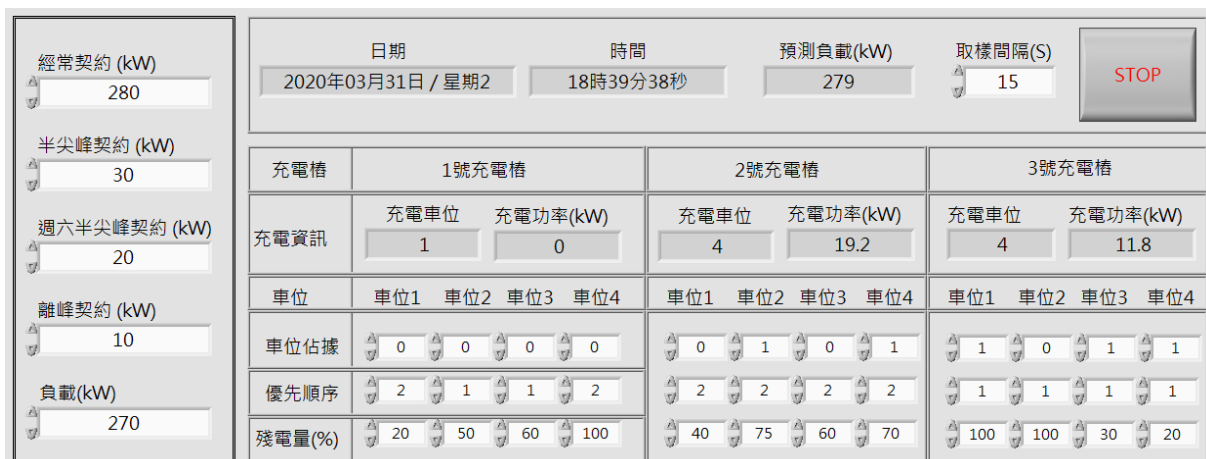 經常契約 (kW)
280
半尖峰契約 (kW)
30
週六半尖峰契約 (kW)
20
離峰契約 (kW)
10
負載(kW)
270
日期 時間 預測負載(kW) 取樣間隔(S)
2020年03月31日 / 星期2 18時39分38秒 279 15 STOP
充電樁 1號充電樁 2號充電樁 3號充電樁
充電資訊 充電車位 充電功率(kW) 充電車位 充電功率(kW) 充電車位 充電功率(kW)
1 0 4 19.2 4 11.8
車位 車位1 車位2 車位3 車位4 車位1 車位2 車位3 車位4 車位1 車位2 車位3 車位4
車位佔據 0 0 0 0 0 1 0 1 1 0 1 1
優先順序 2 1 1 2 2 2 2 2 1 1 1 1
殘電量(%) 20 50 60 100 40 75 60 70 100 100 30 20